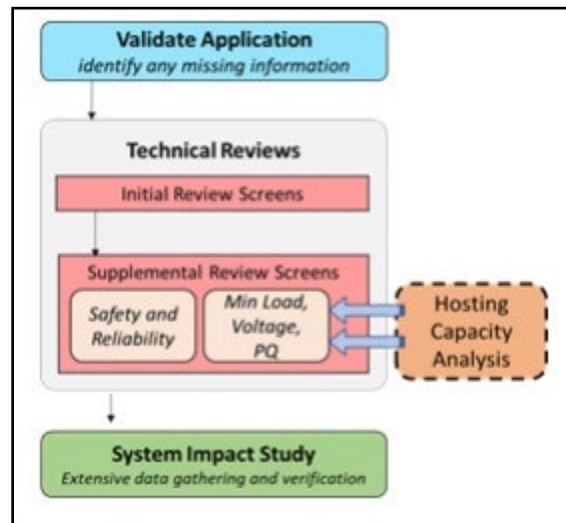 Validate Application
identify any missing information
Technical Reviews
Initial Review Screens
Supplemental Review Screens
Safety and
Reliability
Min Load,
Voltage,
PQ
Hosting
Capacity
Analysis
System Impact Study
Extensive data gathering and verification